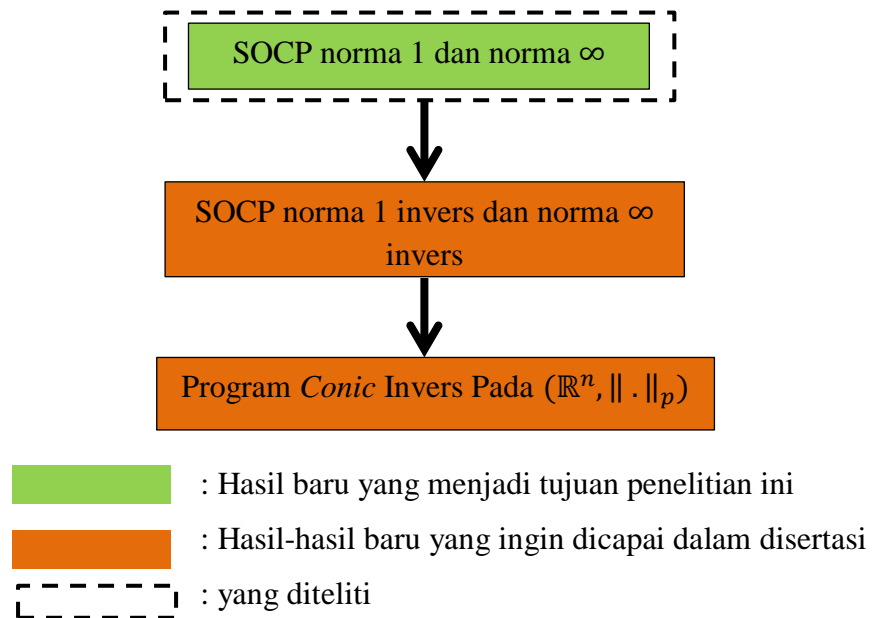 SOCP norma 1 dan norma ∞
SOCP norma 1 invers dan norma ∞
invers
Program Conic Invers Pada (ℝⁿ, ‖ . ‖ₚ)
: Hasil baru yang menjadi tujuan penelitian ini
: Hasil-hasil baru yang ingin dicapai dalam disertasi
: yang diteliti